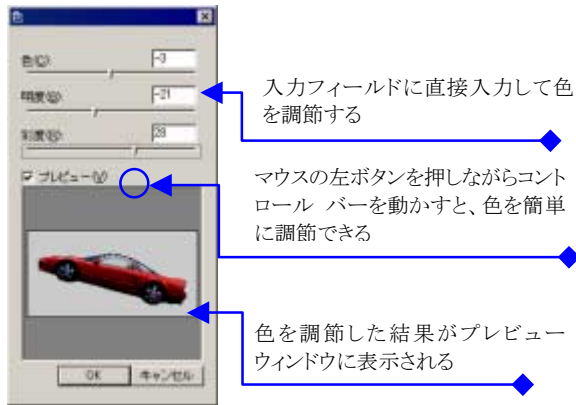 色
色(C)
-3
明度(B)
-21
彩度(S)
28
プレビュー(V)
OK
キャンセル
入力フィールドに直接入力して色
を調節する
マウスの左ボタンを押しながらコント
ロール バーを動かすと、色を簡単
に調節できる
色を調節した結果がプレビュー
ウィンドウに表示される